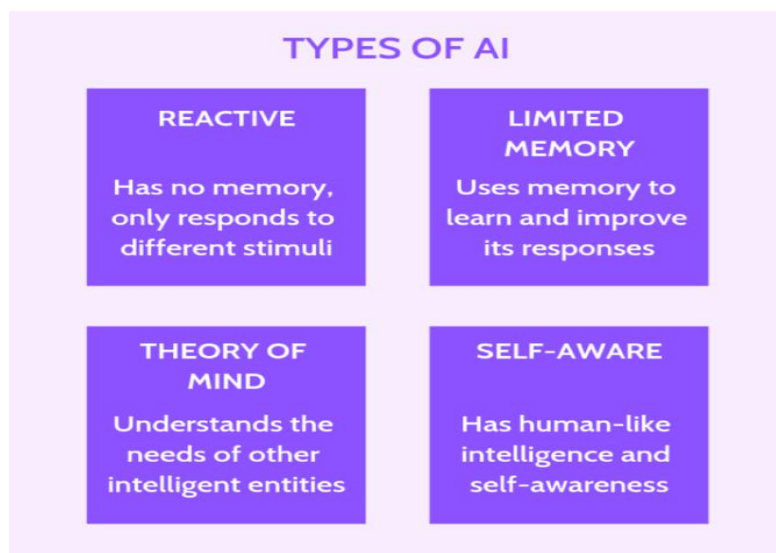 TYPES OF AI
REACTIVE
Has no memory,
only responds to
different stimuli
LIMITED
MEMORY
Uses memory to
learn and improve
its responses
THEORY OF
MIND
Understands the
needs of other
intelligent entities
SELF-AWARE
Has human-like
intelligence and
self-awareness